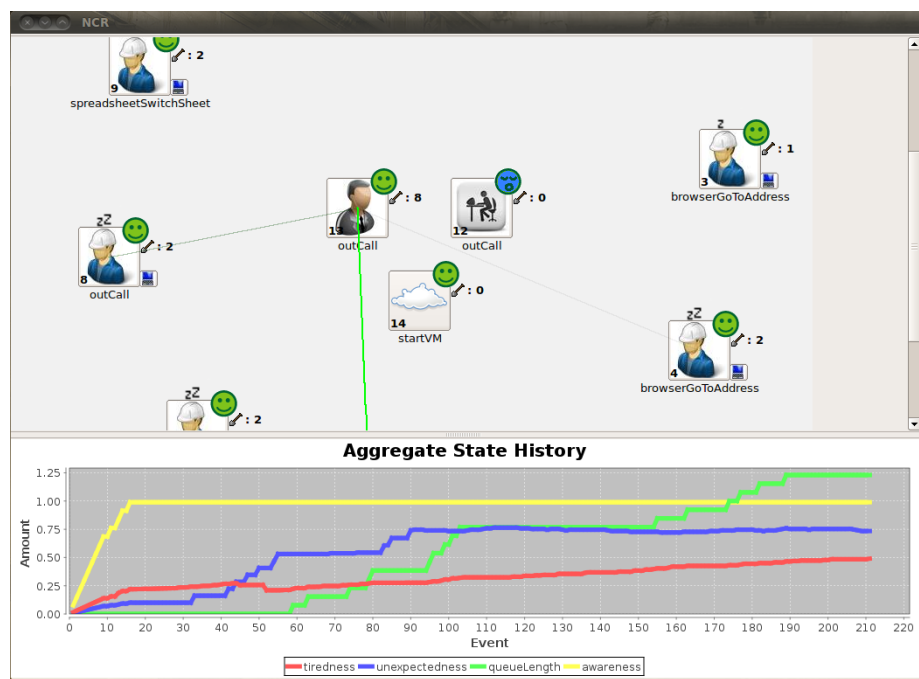 NCR
: 2
9
spreadsheetSwitchSheet
z
: 1
3
browserGoToAddress
: 8
13
outCall
: 0
12
outCall
zZ
: 2
8
outCall
: 0
14
startVM
zZ
: 2
4
browserGoToAddress
zZ
: 2
Aggregate State History
Amount
1.25
1.00
0.75
0.50
0.25
0.00
0 10 20 30 40 50 60 70 80 90 100 110 120 130 140 150 160 170 180 190 200 210 220
Event
tiredness unexpectedness queueLength awareness